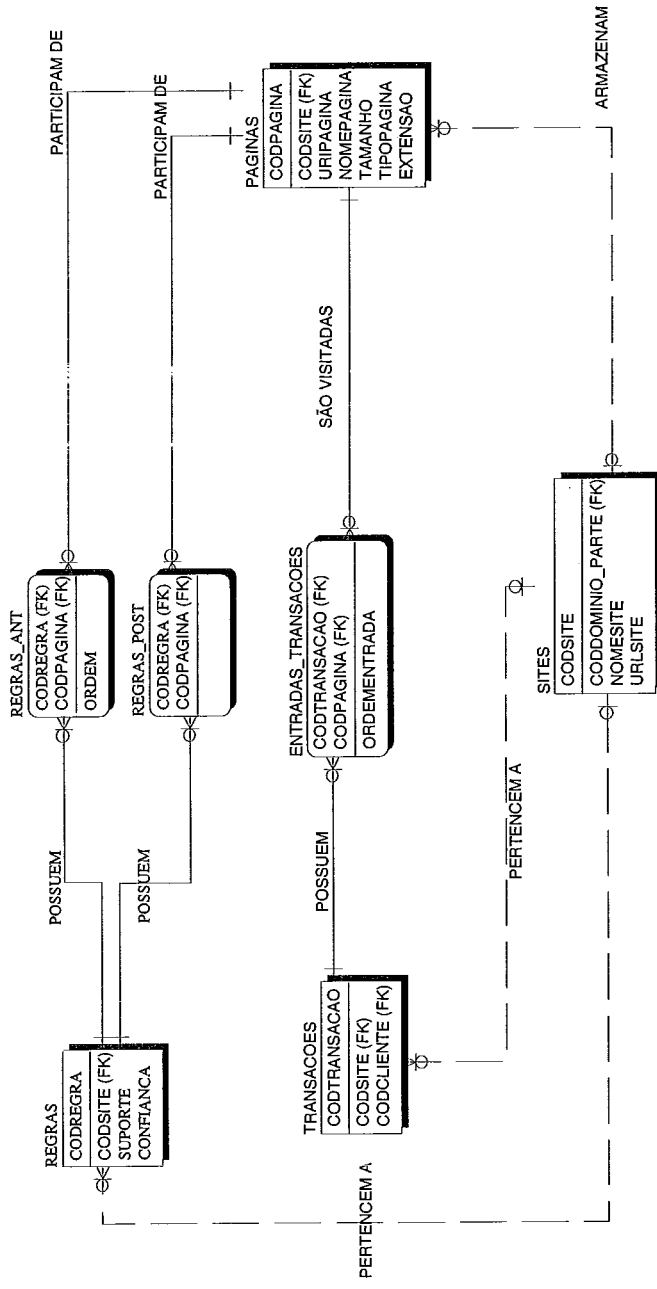 REGRAS
CODREGRA
CODSITE (FK)
SUPORTE
CONFIANCA
POSSUEM
POSSUEM
REGRAS_ANT
CODREGRA (FK)
CODPAGINA (FK)
ORDEM
REGRAS_POST
CODREGRA (FK)
CODPAGINA (FK)
PARTICIPAM DE
PARTICIPAM DE
PAGINAS
CODPAGINA
CODSITE (FK)
URIPAGINA
NOMEPAGINA
TAMANHO
TIPOPAGINA
EXTENSAO
TRANSACOES
CODTRANSACAO
CODSITE (FK)
CODCLIENTE (FK)
POSSUEM
ENTRADAS_TRANSACOES
CODTRANSACAO (FK)
CODPAGINA (FK)
ORDEMENTRADA
SÃO VISITADAS
PERTENCEM A
PERTENCEM A
SITES
CODSITE
CODDOMINIO_PARTE (FK)
NOMESITE
URLSITE
ARMAZENAM